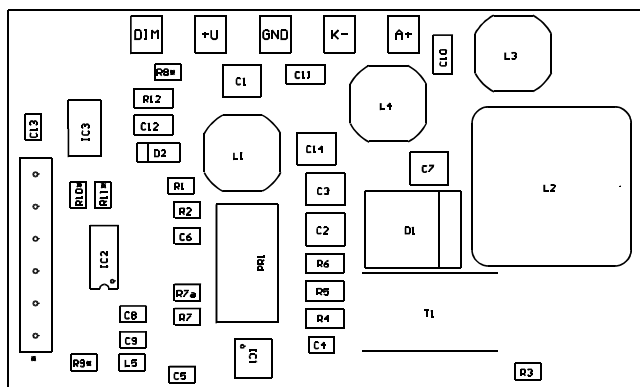 DIM +U GND K- A+
C10 L3
R8* C1 C11
R12 L4
C13 IC3 C12
D2 L1 C14 C7
R10* R11* R1 C3 L2
R2
IC2 C6 PR1 C2 D1
R6
R7a R5
C8 R7 R4 T1
C9 IC1 C4
R9* L5 C5 R3